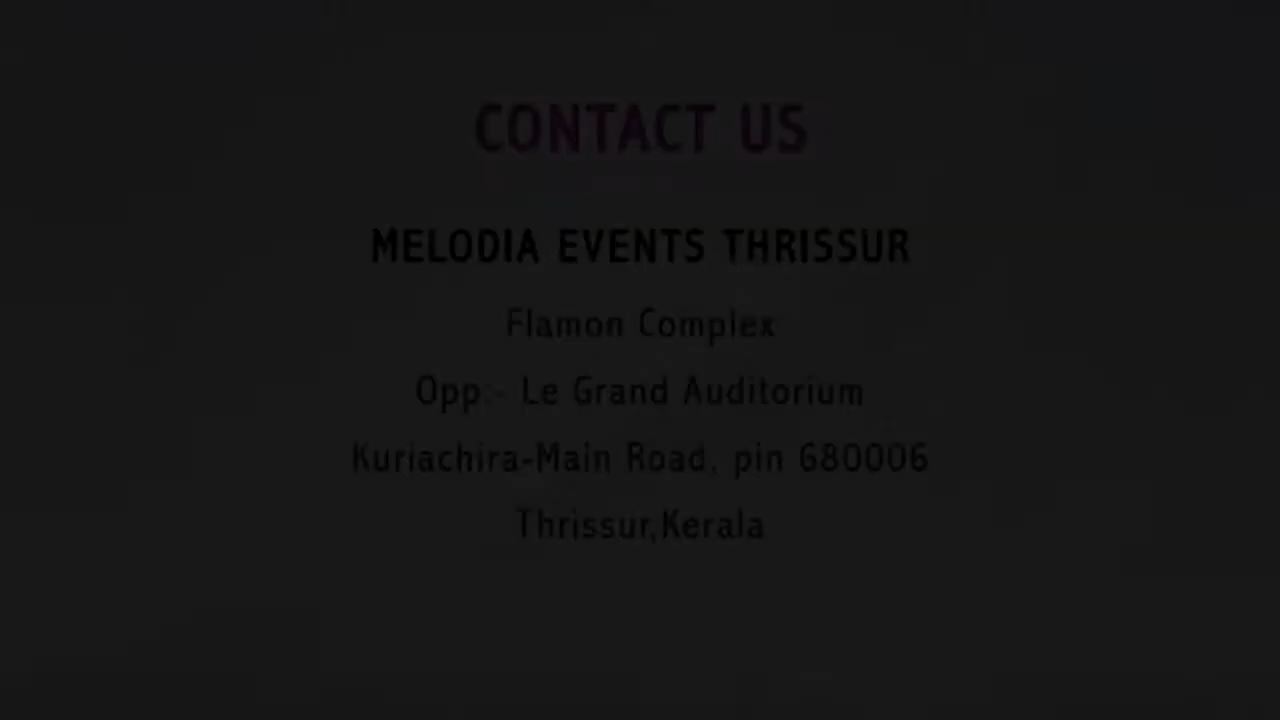 CONTACT US
MELODIA EVENTS THRISSUR
Flamon Complex
Opp:- Le Grand Auditorium
Kuriachira-Main Road, pin 680006
Thrissur,Kerala